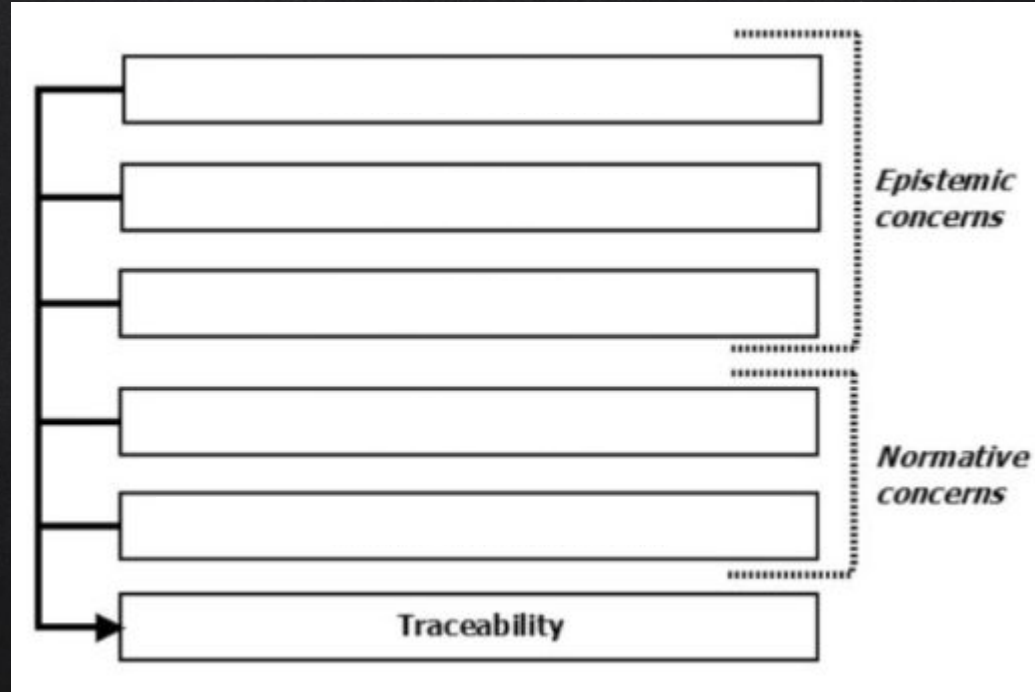 Epistemic
concerns
Normative
concerns
Traceability